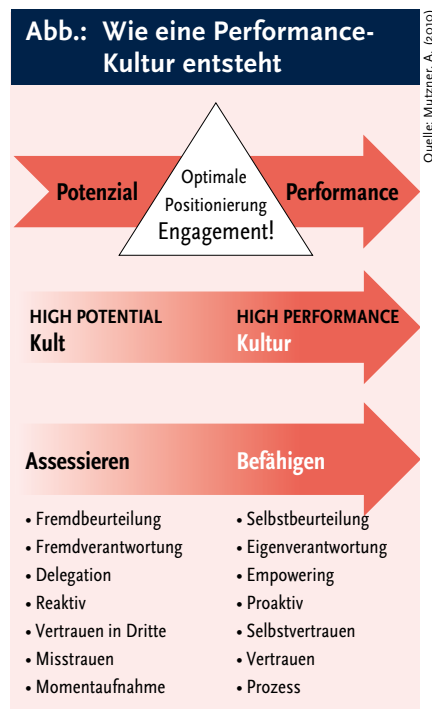 Abb.: Wie eine Performance-
Kultur entsteht
Quelle: Mutzner, A. (2010)
Potenzial
Optimale
Positionierung
Engagement!
Performance
HIGH POTENTIAL
Kult
HIGH PERFORMANCE
Kultur
Assessieren
Befähigen
• Fremdbeurteilung
• Fremdverantwortung
• Delegation
• Reaktiv
• Vertrauen in Dritte
• Misstrauen
• Momentaufnahme
• Selbstbeurteilung
• Eigenverantwortung
• Empowering
• Proaktiv
• Selbstvertrauen
• Vertrauen
• Prozess